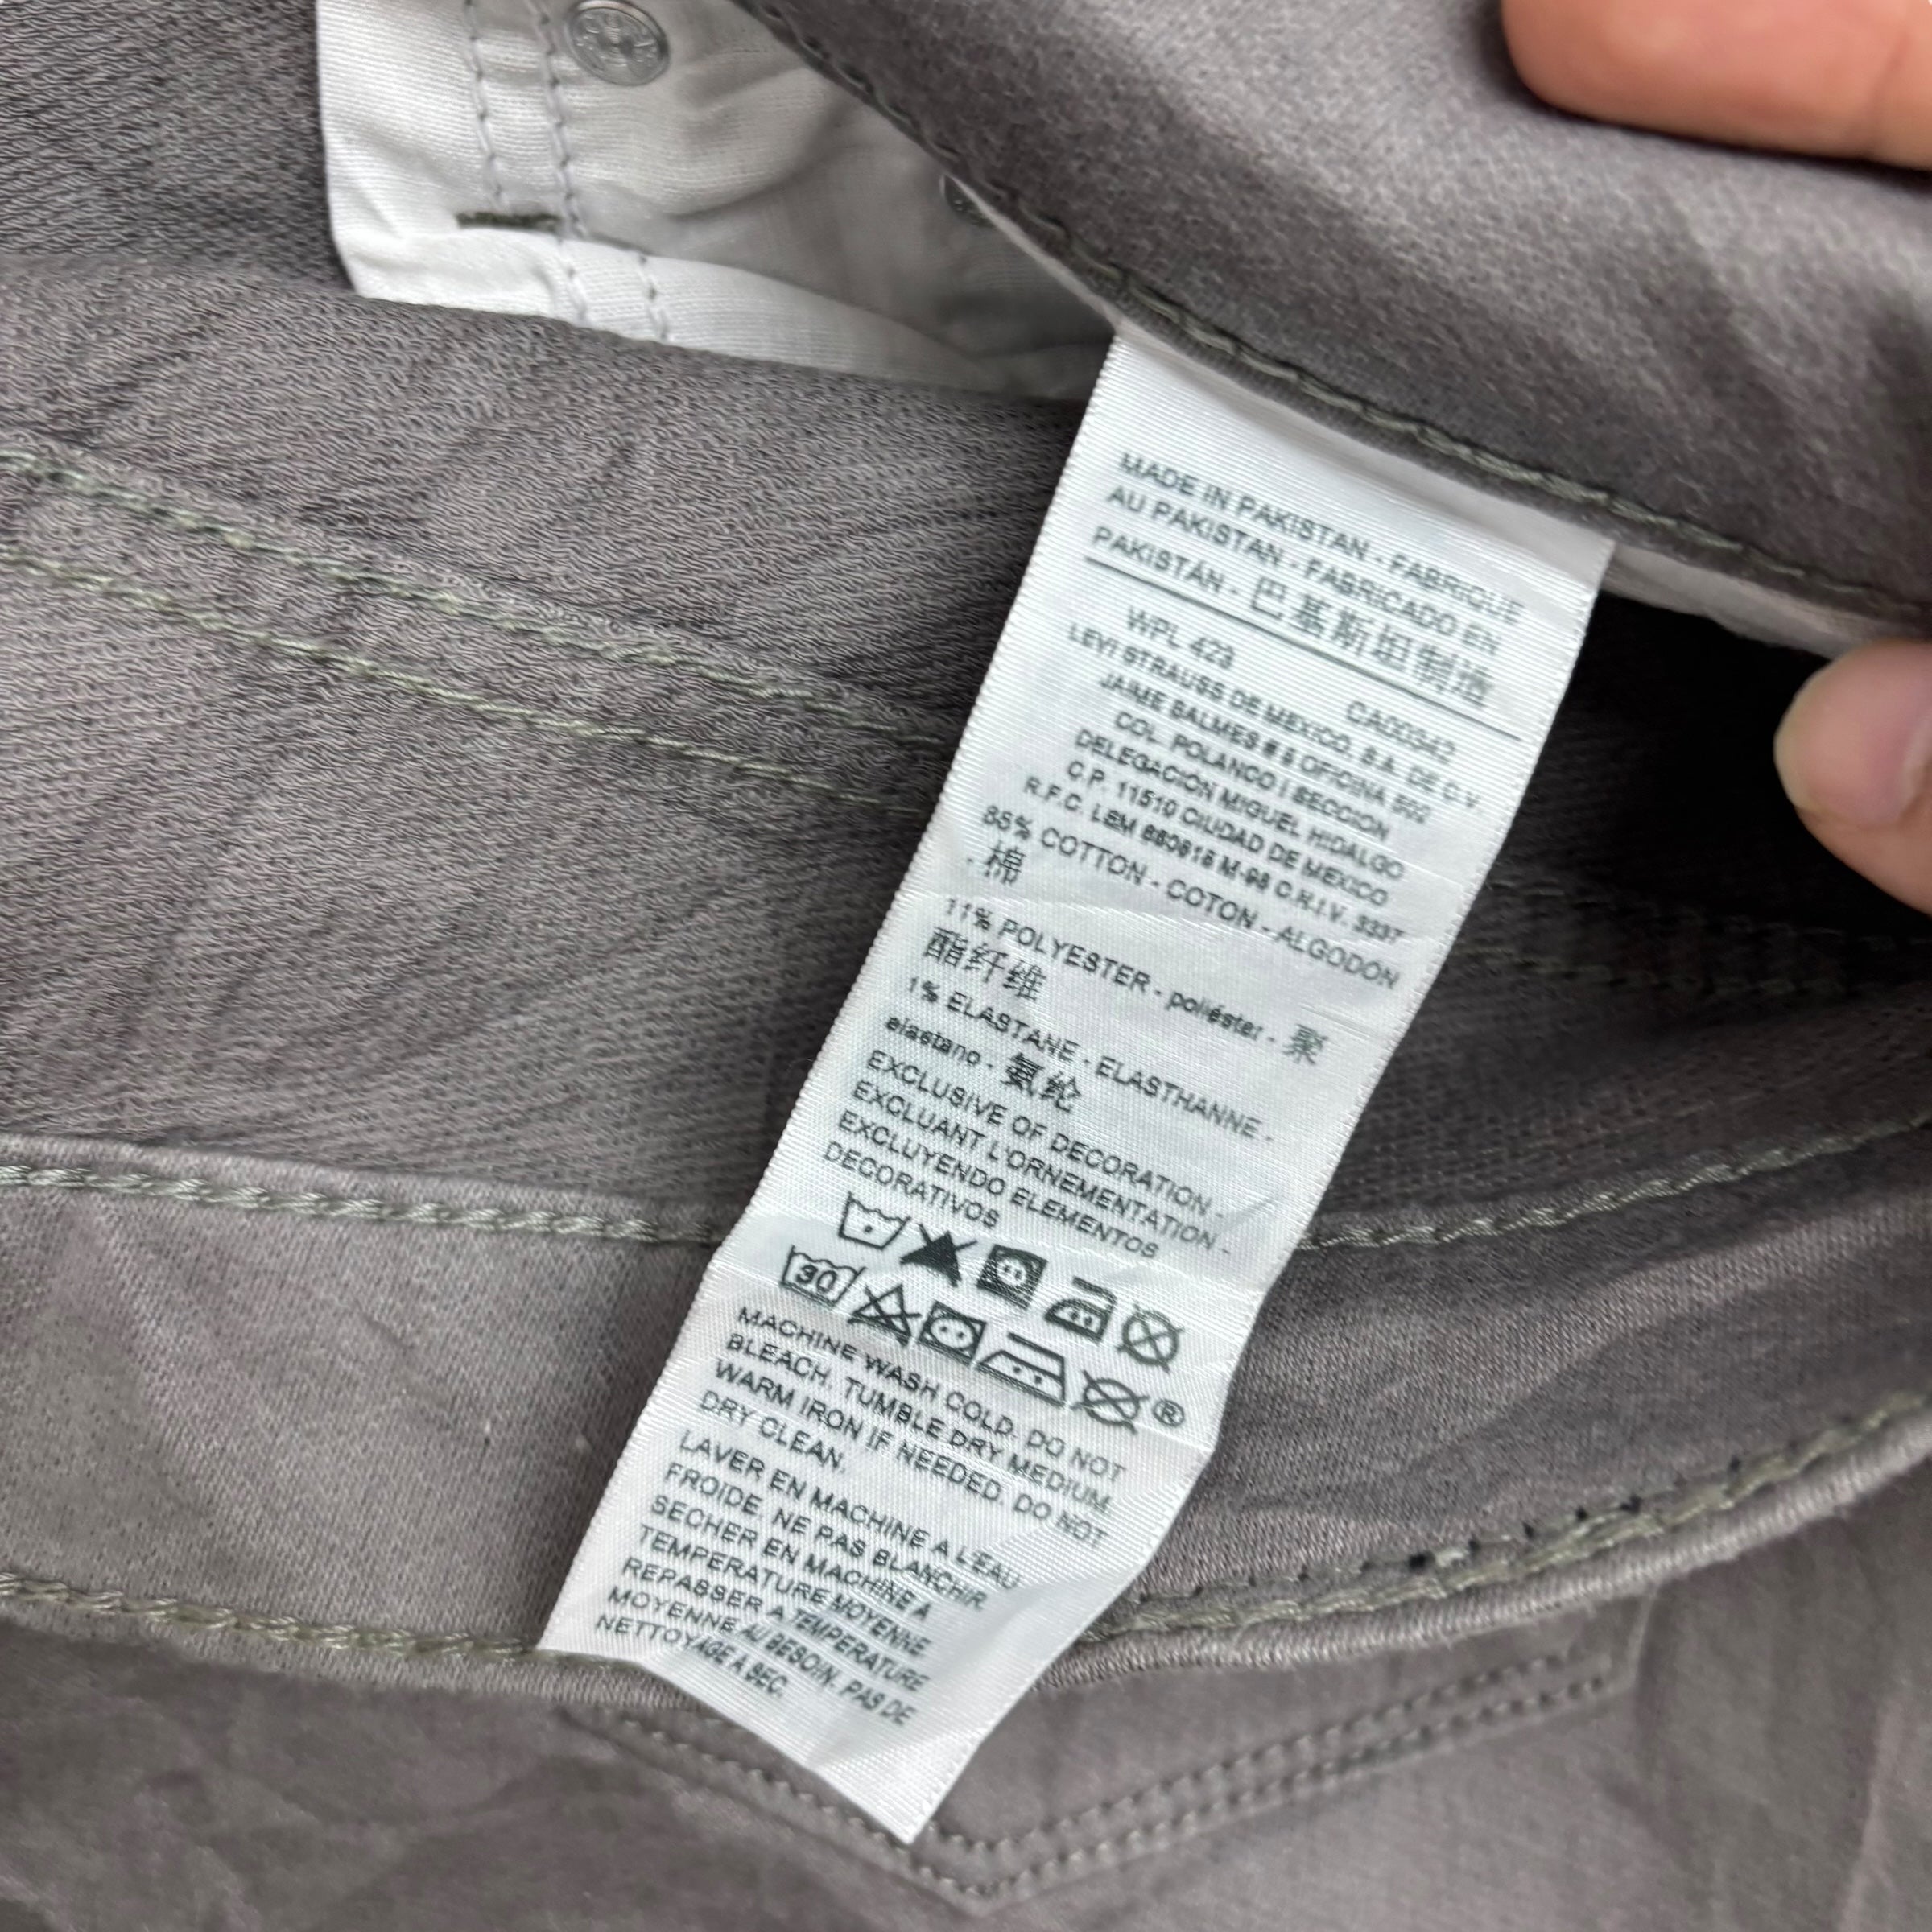 MADE IN PAKISTAN - FABRIQUE
AU PAKISTAN - FABRICADO EN
PAKISTÁN - 巴基斯坦制造
WPL 423 CA00342
LEVI STRAUSS DE MEXICO, S.A. DE C.V.
JAIME BALMES # 8 OFICINA 502
COL. POLANCO I SECCION
DELEGACION MIGUEL HIDALGO
C.P. 11510 CIUDAD DE MEXICO
R.F.C. LSM C.H.I.V. 3337
88% COTTON - COTON - ALGODON
- 棉
11% POLYESTER - poliéster - 聚
酯纤维
1% ELASTANE - ELASTHANNE -
elastano - 氨纶
EXCLUSIVE OF DECORATION -
EXCLUANT L'ORNEMENTATION -
EXCLUYENDO ELEMENTOS
DECORATIVOS
30
®
MACHINE WASH COLD. DO NOT
BLEACH. TUMBLE DRY MEDIUM.
WARM IRON IF NEEDED. DO NOT
DRY CLEAN.
LAVER EN MACHINE A L'EAU
FROIDE. NE PAS BLANCHIR.
SECHER EN MACHINE A
TEMPERATURE MOYENNE
REPASSER A TEMPERATURE
MOYENNE AU BESOIN. PAS DE
NETTOYAGE A SEC.